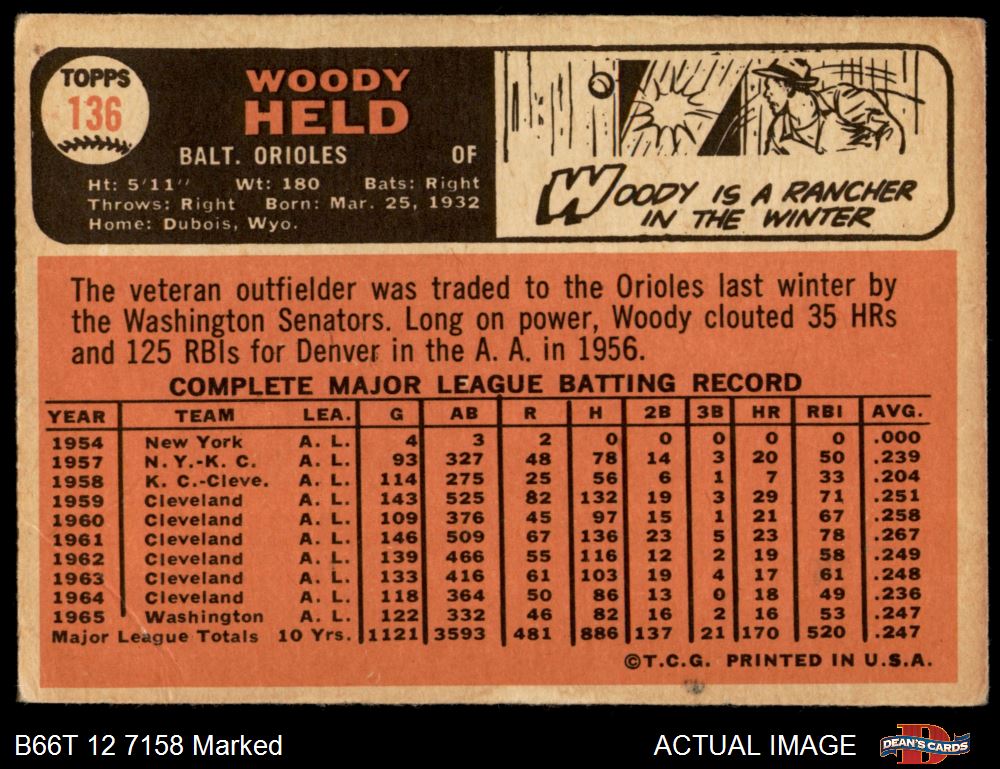 TOPPS
136
WOODY
HELD
BALT. ORIOLES OF
Ht: 5'11" Wt: 180 Bats: Right
Throws: Right Born: Mar. 25, 1932
Home: Dubois, Wyo.
WOODY IS A RANCHER
IN THE WINTER
The veteran outfielder was traded to the Orioles last winter by
the Washington Senators. Long on power, Woody clouted 35 HRs
and 125 RBIs for Denver in the A. A. in 1956.
COMPLETE MAJOR LEAGUE BATTING RECORD
YEAR TEAM LEA. G AB R H 2B 3B HR RBI AVG.
1954 New York A. L. 4 3 2 0 0 0 0 0 .000
1957 N. Y.-K. C. A. L. 93 327 48 78 14 3 20 50 .239
1958 K. C.-Cleve. A. L. 114 275 25 56 6 1 7 33 .204
1959 Cleveland A. L. 143 525 82 132 19 3 29 71 .251
1960 Cleveland A. L. 109 376 45 97 15 1 21 67 .258
1961 Cleveland A. L. 146 509 67 136 23 5 23 78 .267
1962 Cleveland A. L. 139 466 55 116 12 2 19 58 .249
1963 Cleveland A. L. 133 416 61 103 19 4 17 61 .248
1964 Cleveland A. L. 118 364 50 86 13 0 18 49 .236
1965 Washington A. L. 122 332 46 82 16 2 16 53 .247
Major League Totals 10 Yrs. 1121 3593 481 886 137 21 170 520 .247
©T.C.G. PRINTED IN U.S.A.
B66T 12 7158 Marked ACTUAL IMAGE DEAN'S CARDS